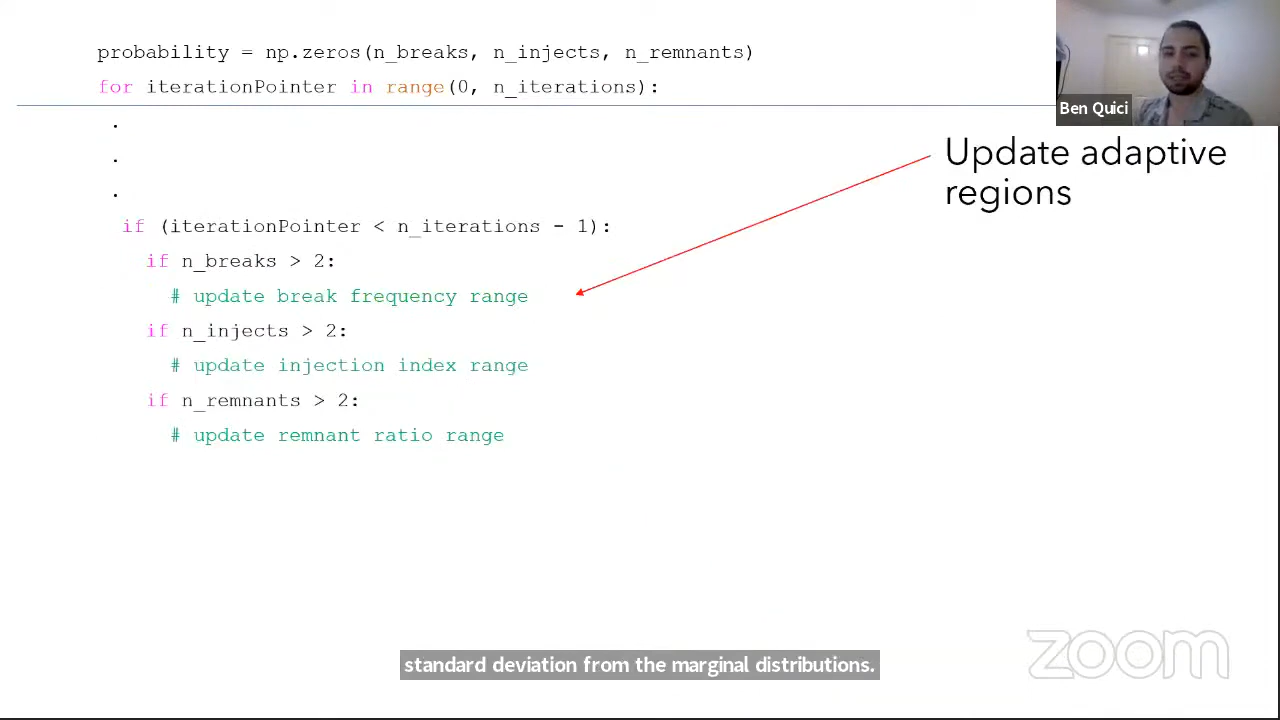 probability = np.zeros(n_breaks, n_injects, n_remnants)
for iterationPointer in range(0, n_iterations):
.
.
.
if (iterationPointer < n_iterations - 1):
if n_breaks > 2:
# update break frequency range
if n_injects > 2:
# update injection index range
if n_remnants > 2:
# update remnant ratio range
Update adaptive
regions
Ben Quici
standard deviation from the marginal distributions.
zoom